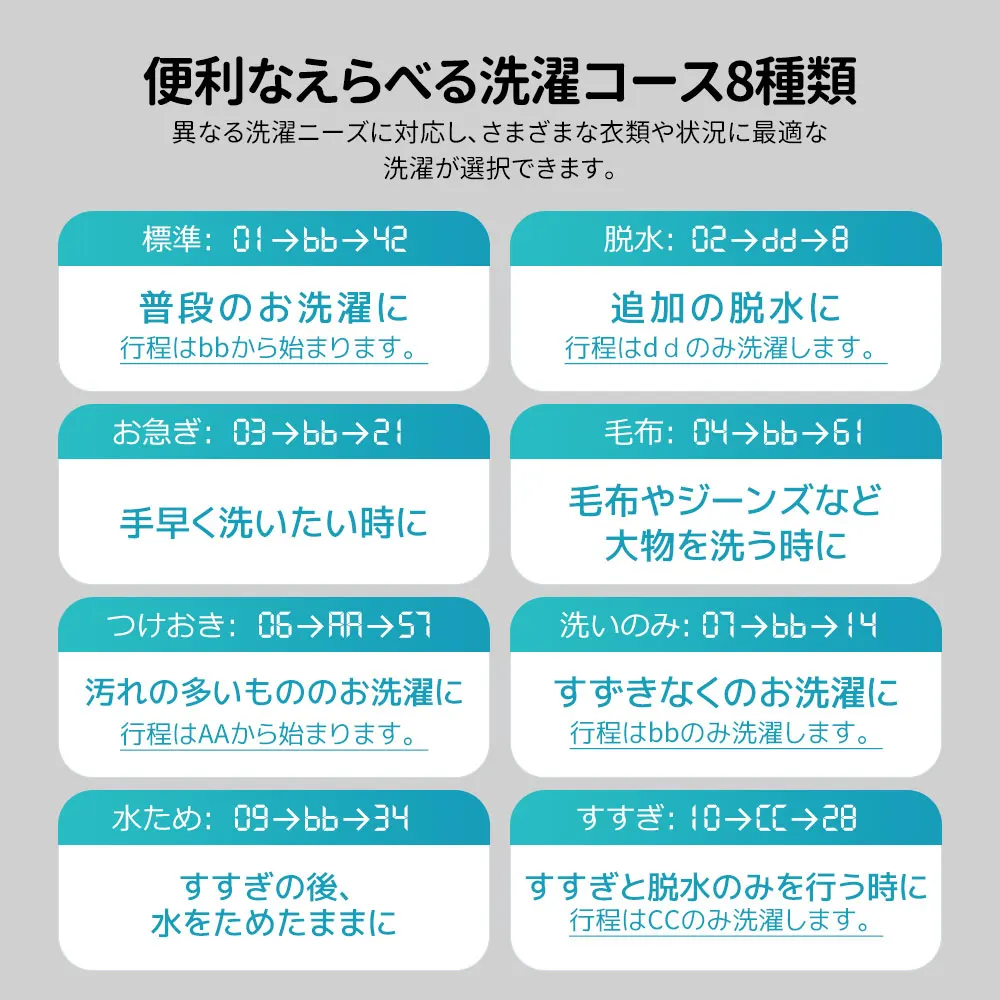 便利なえらべる洗濯コース8種類
異なる洗濯ニーズに対応し、さまざまな衣類や状況に最適な
洗濯が選択できます。
標準: 01→bb→42
普段のお洗濯に
行程はbbから始まります。
脱水: 02→dd→8
追加の脱水に
行程はｄｄのみ洗濯します。
お急ぎ: 03→bb→21
手早く洗いたい時に
毛布: 04→bb→61
毛布やジーンズなど
大物を洗う時に
つけおき: 06→AA→57
汚れの多いもののお洗濯に
行程はAAから始まります。
洗いのみ: 07→bb→14
すずきなくのお洗濯に
行程はbbのみ洗濯します。
水ため: 09→bb→34
すすぎの後、
水をためたままに
すすぎ: 10→CC→28
すすぎと脱水のみを行う時に
行程はCCのみ洗濯します。